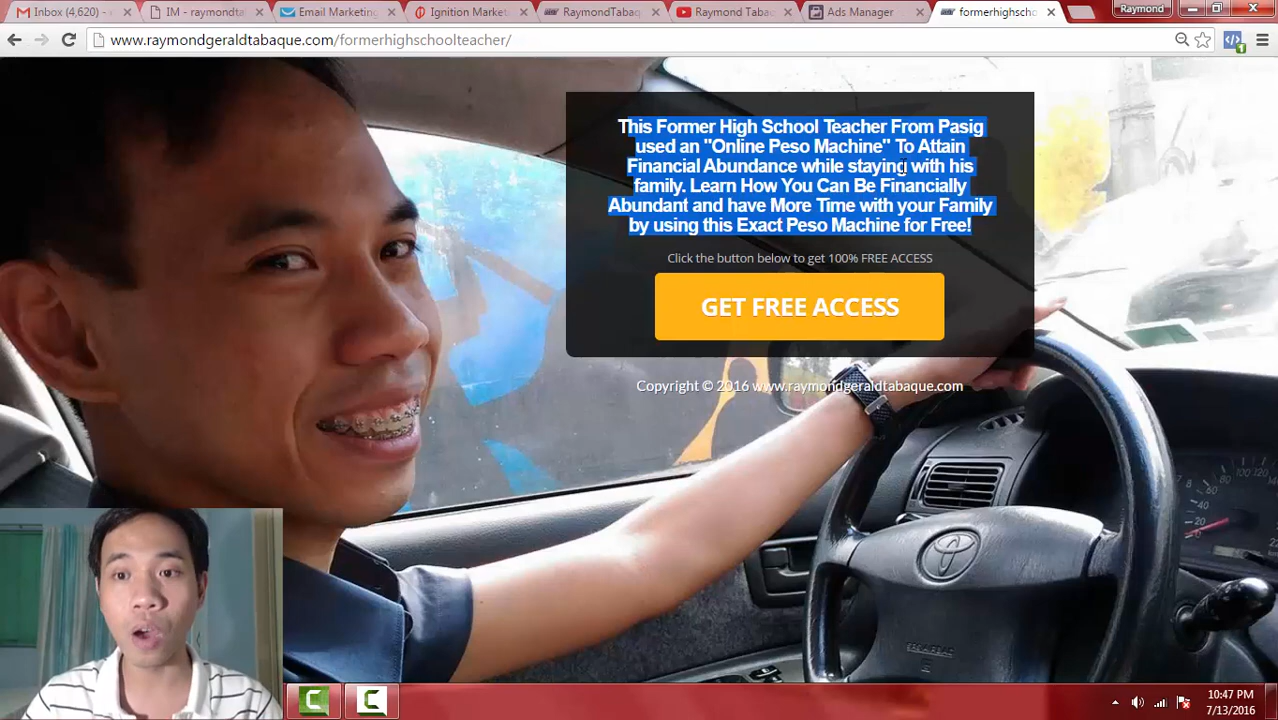 Inbox (4,620) -
IM - raymondta
Email Marketing
Ignition Market
RaymondTabaq
Raymond Tabaq
Ads Manager
formerhighscho
Raymond
www.raymondgeraldtabaque.com/formerhighschoolteacher/
This Former High School Teacher From Pasig
used an "Online Peso Machine" To Attain
Financial Abundance while staying with his
family. Learn How You Can Be Financially
Abundant and have More Time with your Family
by using this Exact Peso Machine for Free!
Click the button below to get 100% FREE ACCESS
GET FREE ACCESS
Copyright © 2016 www.raymondgeraldtabaque.com
10:47 PM
7/13/2016